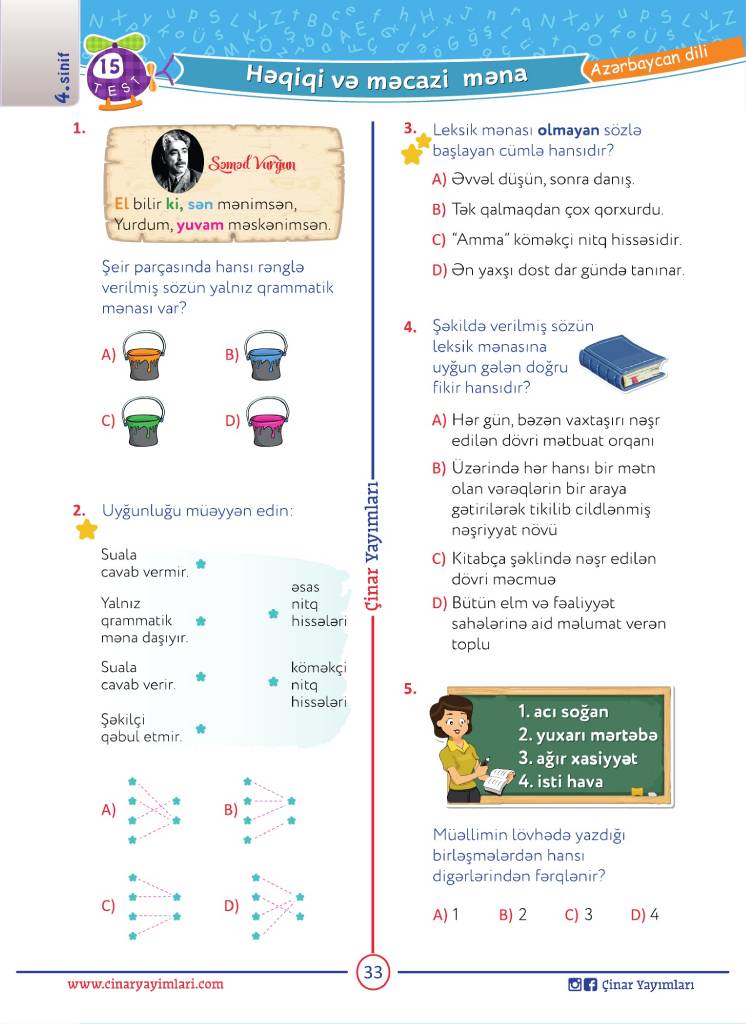 4. sinif
15
TEST
Həqiqi və məcazi məna
Azərbaycan dili
1.
Səməd Vurğun
El bilir ki, sən mənimsən,
Yurdum, yuvam məskənimsən.
Şeir parçasında hansı rənglə
verilmiş sözün yalnız qrammatik
mənası var?
A)
B)
C)
D)
2. Uyğunluğu müəyyən edin:
Suala
cavab vermir.
Yalnız
qrammatik
məna daşıyır.
Suala
cavab verir.
Şəkilçi
qəbul etmir.
əsas
nitq
hissələri
köməkçi
nitq
hissələri
A)
B)
C)
D)
Çinar Yayımları
3. Leksik mənası olmayan sözlə
başlayan cümlə hansıdır?
A) Əvvəl düşün, sonra danış.
B) Tək qalmaqdan çox qorxurdu.
C) “Amma” köməkçi nitq hissəsidir.
D) Ən yaxşı dost dar gündə tanınar.
4. Şəkildə verilmiş sözün
leksik mənasına
uyğun gələn doğru
fikir hansıdır?
A) Hər gün, bəzən vaxtaşırı nəşr
edilən dövri mətbuat orqanı
B) Üzərində hər hansı bir mətn
olan vərəqlərin bir araya
gətirilərək tikilib cildlənmiş
nəşriyyat növü
C) Kitabça şəklində nəşr edilən
dövri məcmuə
D) Bütün elm və fəaliyyət
sahələrinə aid məlumat verən
toplu
5.
1. acı soğan
2. yuxarı mərtəbə
3. ağır xasiyyət
4. isti hava
Müəllimin lövhədə yazdığı
birləşmələrdən hansı
digərlərindən fərqlənir?
A) 1 B) 2 C) 3 D) 4
www.cinaryayimlari.com
33
Çinar Yayımları